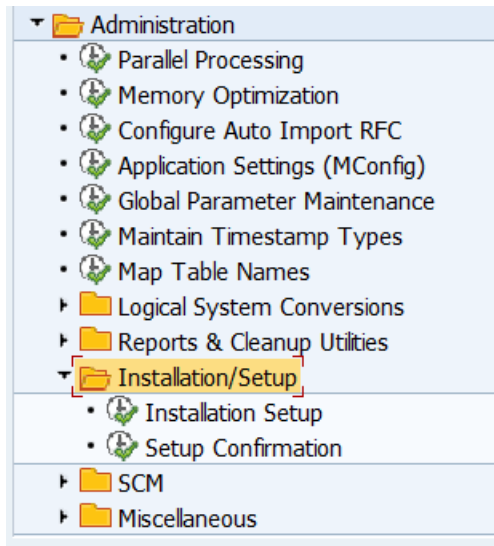 Administration
Parallel Processing
Memory Optimization
Configure Auto Import RFC
Application Settings (MConfig)
Global Parameter Maintenance
Maintain Timestamp Types
Map Table Names
Logical System Conversions
Reports & Cleanup Utilities
Installation/Setup
Installation Setup
Setup Confirmation
SCM
Miscellaneous